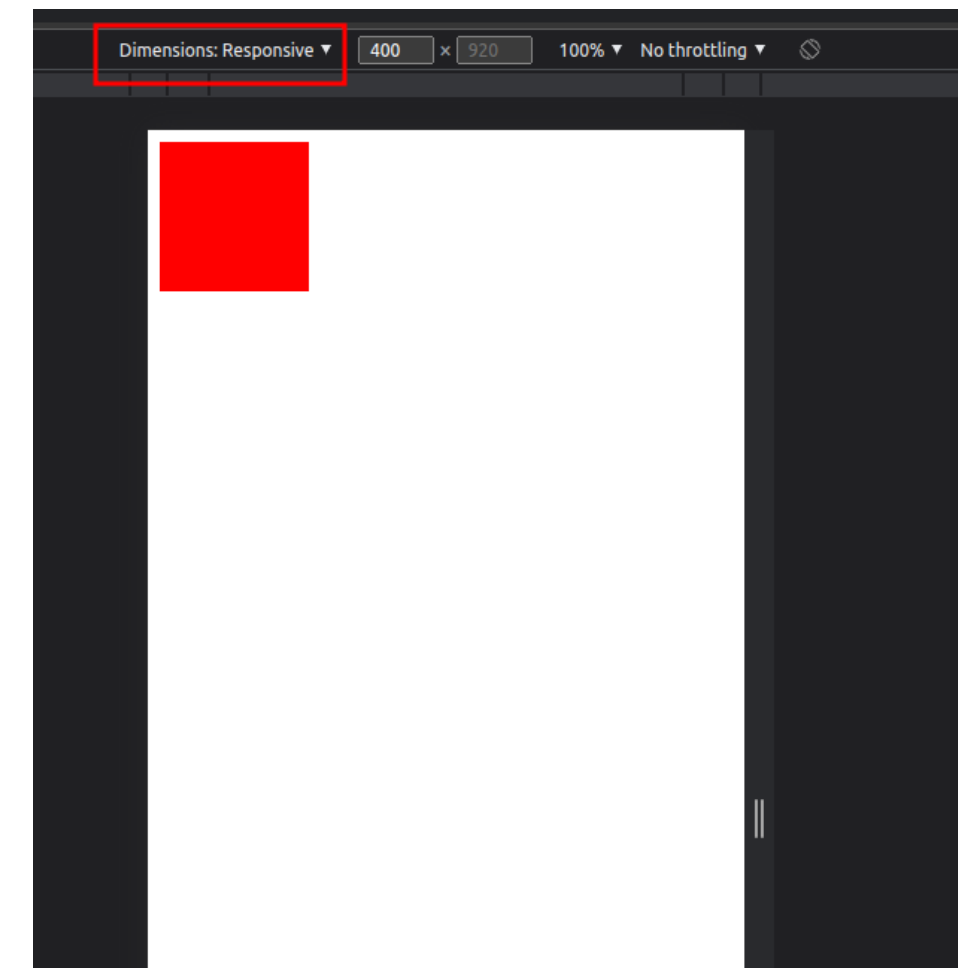 Dimensions: Responsive ▼ 400 × 920 100% ▼ No throttling ▼